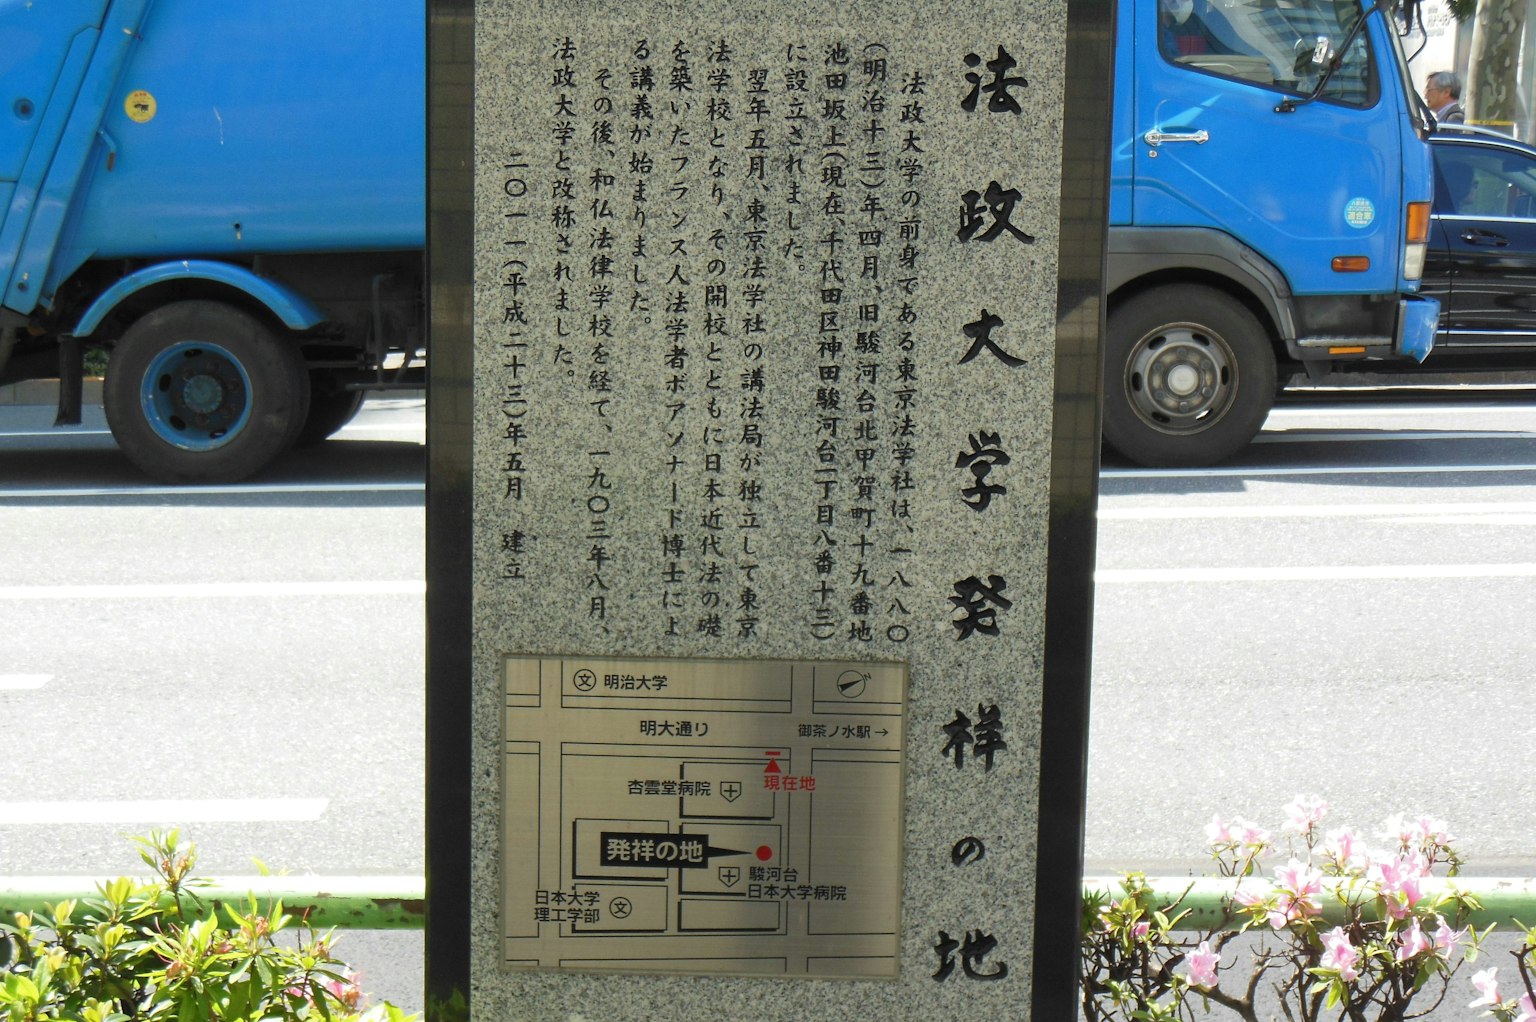 法政大学発祥の地
法政大学の前身である東京法学社は、一八八〇
(明治十三)年四月、旧駿河台北甲賀町十九番地
池田坂上(現在、千代田区神田駿河台一丁目八番十三)
に設立されました。
翌年五月、東京法学社の講法局が独立して東京
法学校となり、その開校とともに日本近代法の礎
を築いたフランス人法学者ボアソナード博士によ
る講義が始まりました。
その後、和仏法律学校を経て、一九〇三年八月、
法政大学と改称されました。
二〇一一(平成二十三)年五月 建立
文 明治大学
N
明大通り
御茶ノ水駅→
現在地
杏雲堂病院
発祥の地
駿河台
日本大学病院
日本大学
理工学部 文
適合車